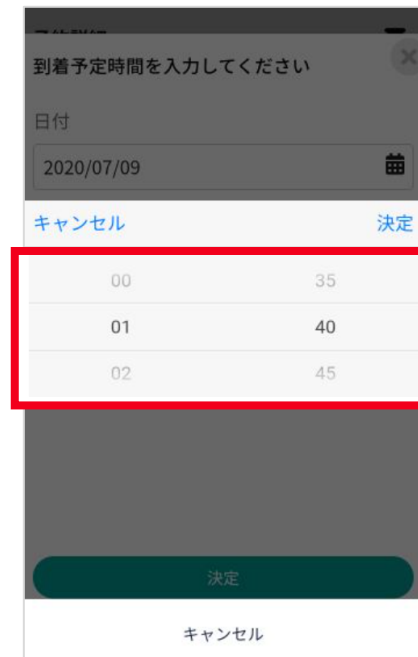 到着予定時間を入力してください
日付
2020/07/09
キャンセル 決定
00 35
01 40
02 45
決定
キャンセル